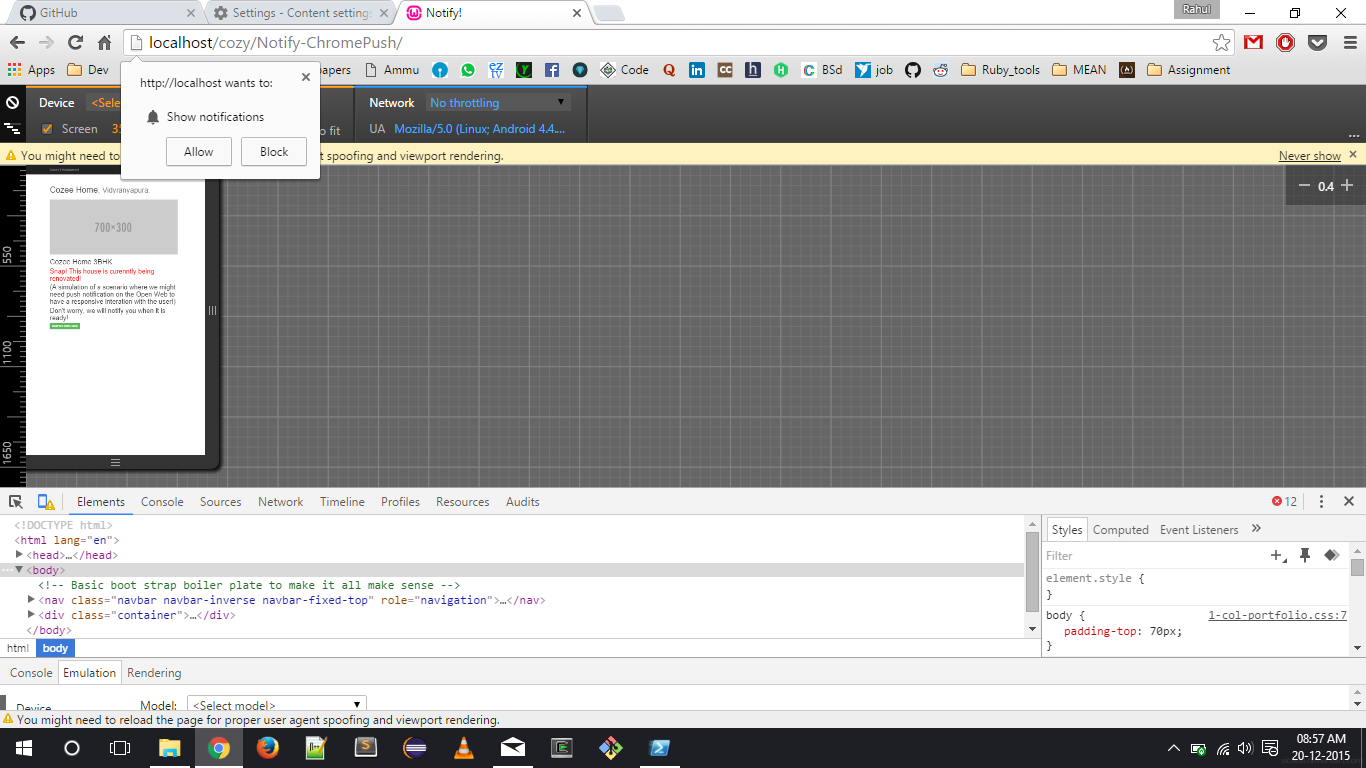 GitHub
Settings - Content settings
Notify!
Rahul
localhost/cozy/Notify-ChromePush/
Apps
Dev
papers
Ammu
Code
BSd
job
Ruby_tools
MEAN
Assignment
http://localhost wants to:
Show notifications
Allow
Block
Device
<Sele
Network
No throttling
Screen
35
o fit
UA
Mozilla/5.0 (Linux; Android 4.4....
...
You might need to
t spoofing and viewport rendering.
Never show
0.4
550
1100
1650
Cozee Home, Vidyranyapura.
700×300
Cozee Home 3BHK
Snap! This house is curenntly being
renovated!
(A simulation of a scenario where we might
need push notification on the Open Web to
have a responsive interation with the user!)
Don't worry, we will notify you when it is
ready!
Elements
Console
Sources
Network
Timeline
Profiles
Resources
Audits
12
<!DOCTYPE html>
<html lang="en">
<head>…</head>
<body>
<!-- Basic boot strap boiler plate to make it all make sense -->
<nav class="navbar navbar-inverse navbar-fixed-top" role="navigation">…</nav>
<div class="container">…</div>
</body>
html
body
Styles
Computed
Event Listeners
Filter
element.style {
}
body {
1-col-portfolio.css:7
padding-top: 70px;
}
Console
Emulation
Rendering
Device
Model:
<Select model>
You might need to reload the page for proper user agent spoofing and viewport rendering.
08:57 AM
20-12-2015